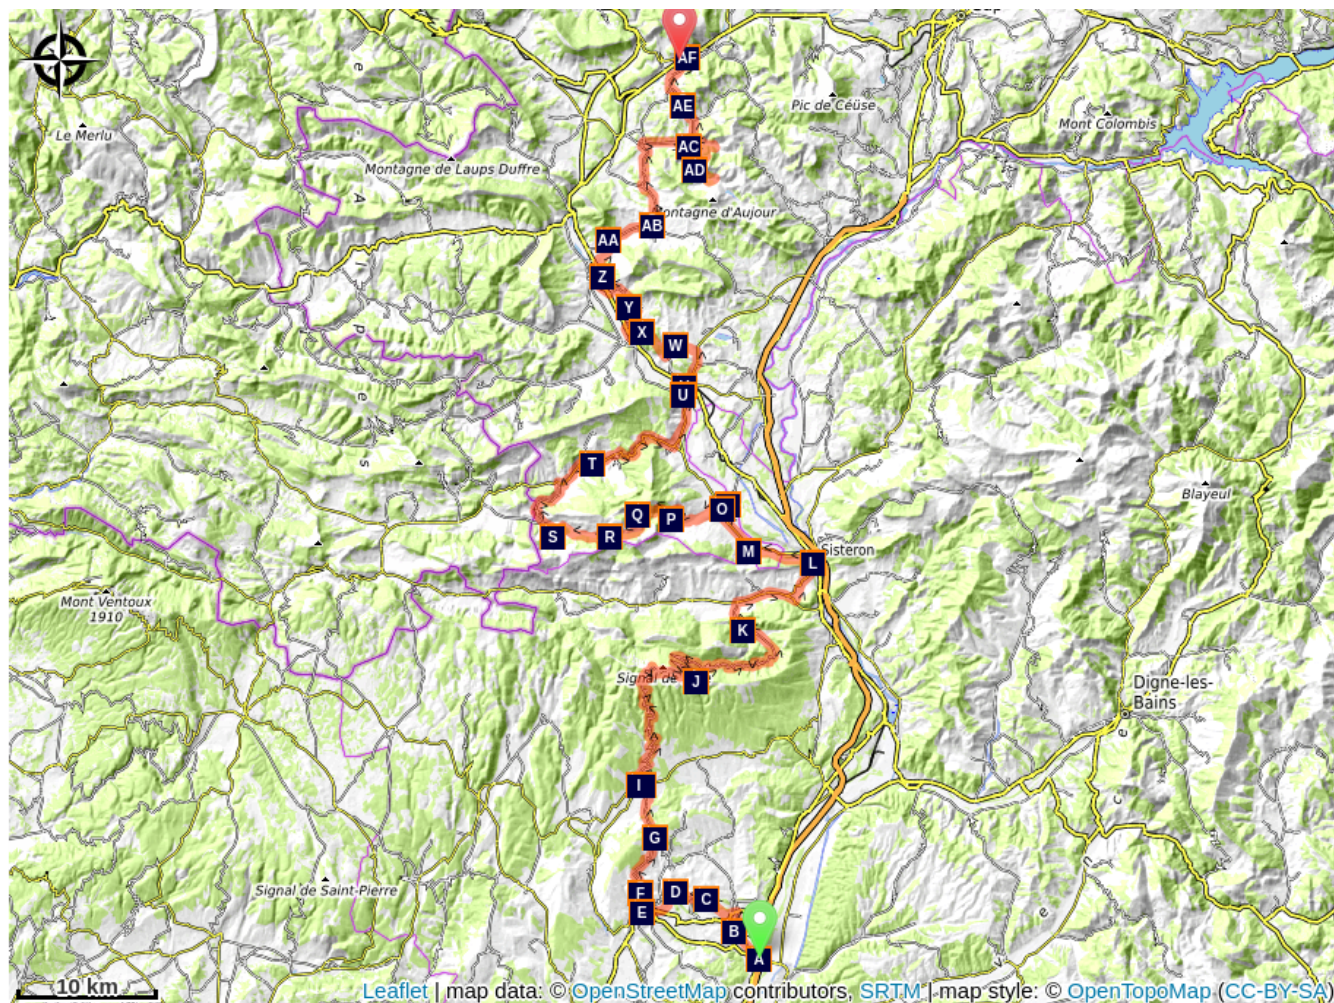 AF
Gap
AE
Pic de Céüse
Le Merlu
Mont Colombis
Montagne de Laups Duffre
AC
AD
Montagne d'Aujour
AB
AA
Z
Y
X
W
U
T
Blayeul
O
Q
P
S
R
M
Sisteron
L
Mont Ventoux
1910
K
Signal de
J
Digne-les-
Bains
I
G
Signal de Saint-Pierre
F
D
C
E
B
A
10 km
Leaflet | map data: © OpenStreetMap contributors, SRTM | map style: © OpenTopoMap (CC-BY-SA)